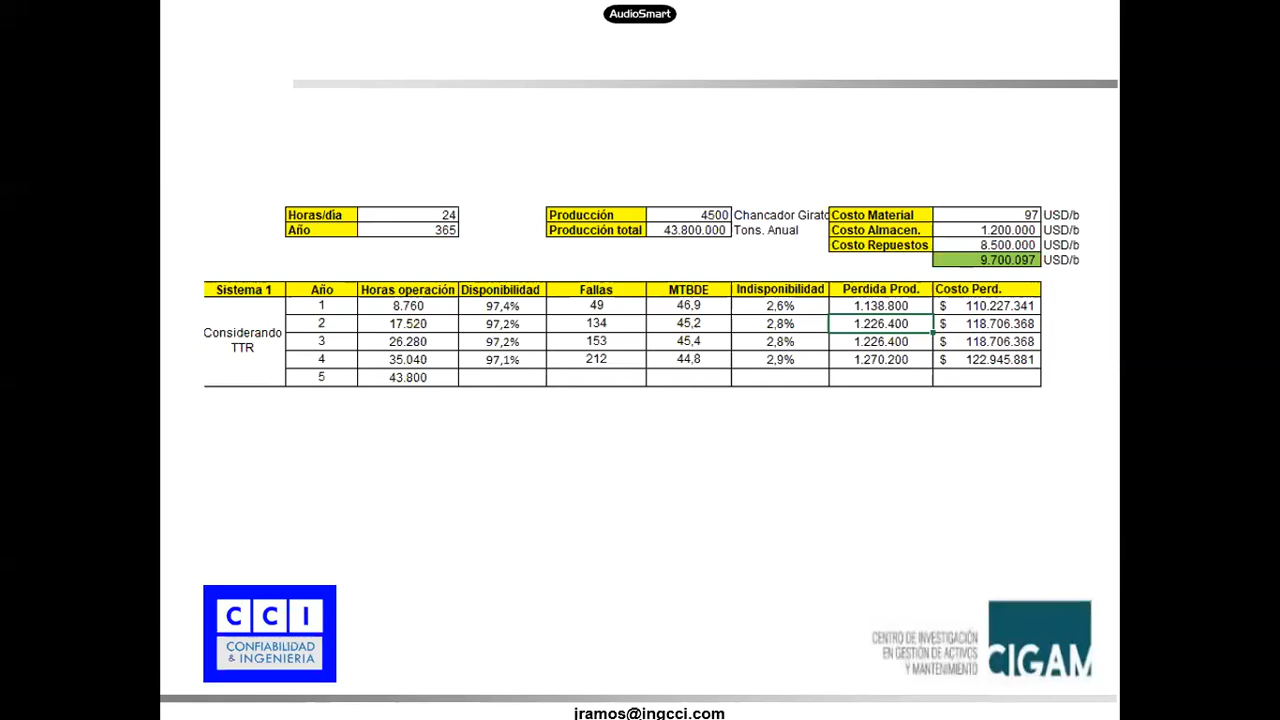 AudioSmart
Horas/dìa 24 Producción 4500 Chancador Girato Costo Material 97 USD/b
Año 365 Producción total 43.800.000 Tons. Anual Costo Almacen. 1.200.000 USD/b
Costo Repuestos 8.500.000 USD/b
9.700.097 USD/b
Sistema 1 Año Horas operación Disponibilidad Fallas MTBDE Indisponibilidad Perdida Prod. Costo Perd.
Considerando TTR
1 8.760 97,4% 49 46,9 2,6% 1.138.800 $ 110.227.341
2 17.520 97,2% 134 45,2 2,8% 1.226.400 $ 118.706.368
3 26.280 97,2% 153 45,4 2,8% 1.226.400 $ 118.706.368
4 35.040 97,1% 212 44,8 2,9% 1.270.200 $ 122.945.881
5 43.800
CCI
CONFIABILIDAD
& INGENIERIA
CENTRO DE INVESTIGACIÓN
EN GESTIÓN DE ACTIVOS
Y MANTENIMIENTO
CIGAM
jramos@ingcci.com